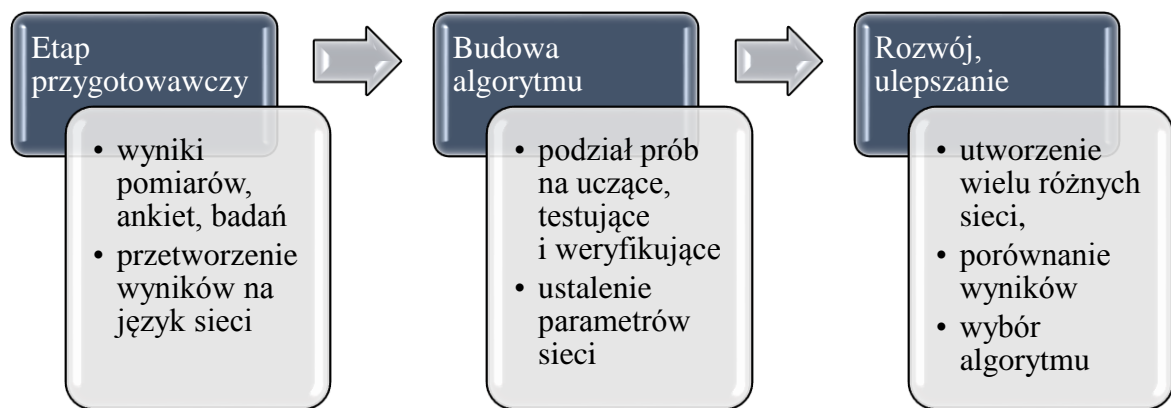 Etap
przygotowawczy
• wyniki
pomiarów,
ankiet, badań
• przetworzenie
wyników na
język sieci
Budowa
algorytmu
• podział prób
na uczące,
testujące
i weryfikujące
• ustalenie
parametrów
sieci
Rozwój,
ulepszanie
• utworzenie
wielu różnych
sieci,
• porównanie
wyników
• wybór
algorytmu